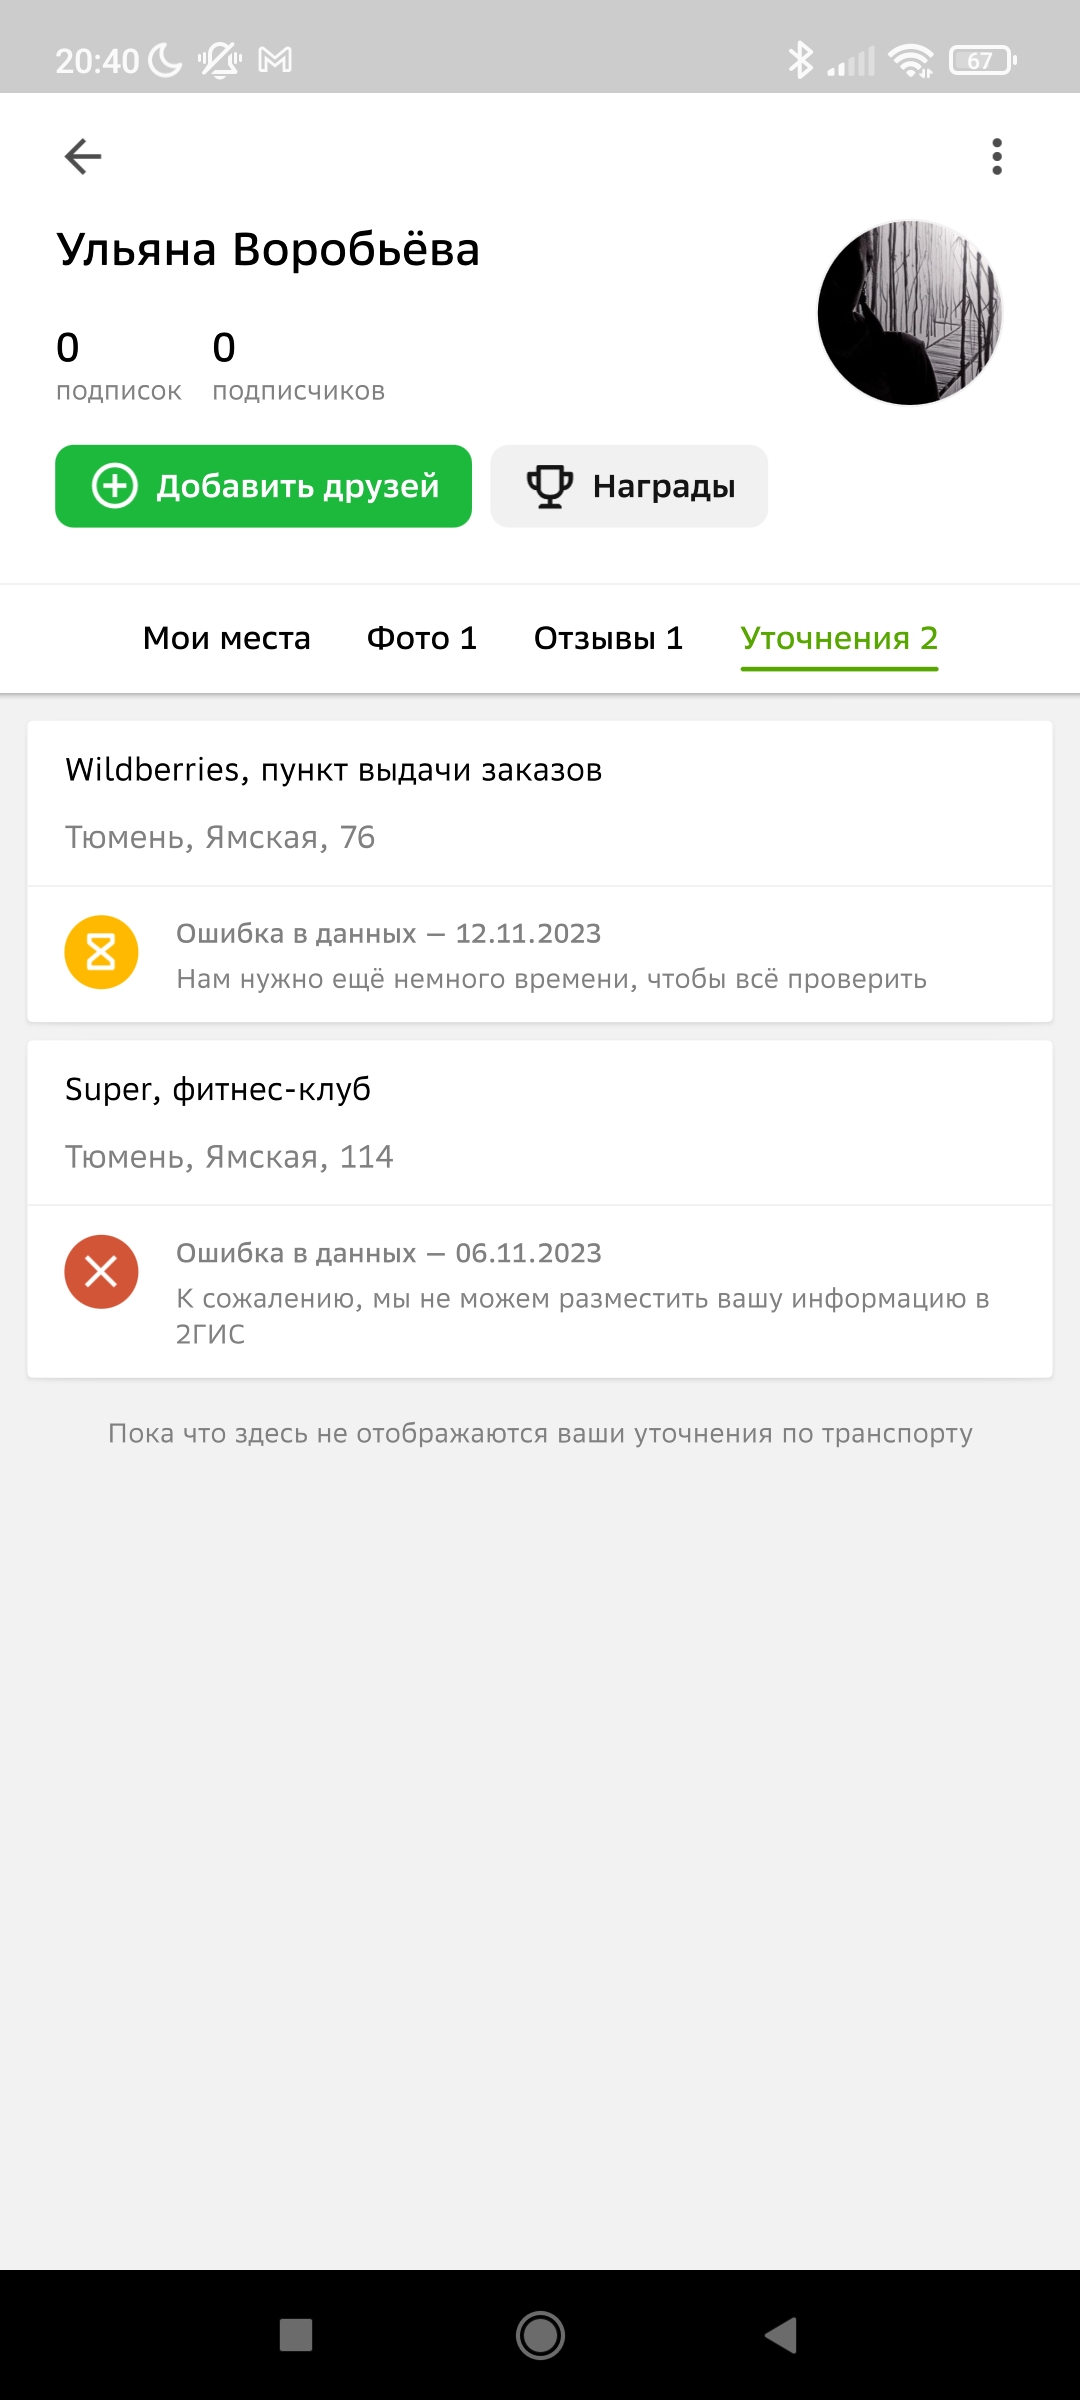 20:40
67
Ульяна Воробьёва
0 0
подписок подписчиков
Добавить друзей Награды
Мои места Фото 1 Отзывы 1 Уточнения 2
Wildberries, пункт выдачи заказов
Тюмень, Ямская, 76
Ошибка в данных — 12.11.2023
Нам нужно ещё немного времени, чтобы всё проверить
Super, фитнес-клуб
Тюмень, Ямская, 114
Ошибка в данных — 06.11.2023
К сожалению, мы не можем разместить вашу информацию в
2ГИС
Пока что здесь не отображаются ваши уточнения по транспорту